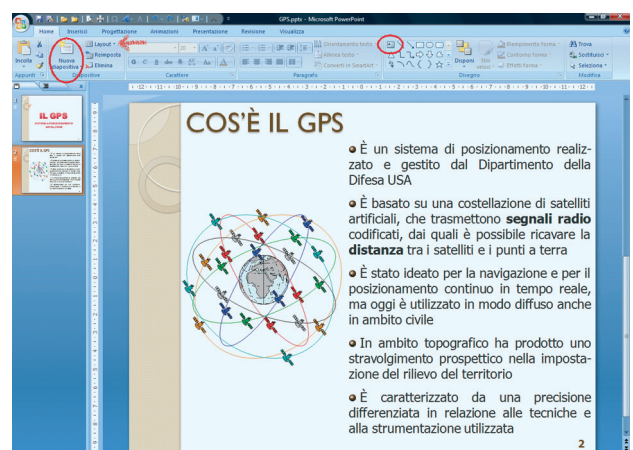 GPS.pptx - Microsoft PowerPoint
Home Inserisci Progettazione Animazioni Presentazione Revisione Visualizza
Incolla
Nuova diapositiva
Layout
Reimposta
Elimina
Orientamento testo
Allinea testo
Converti in SmartArt
Disponi
Stili veloci
Riempimento forma
Contorno forma
Effetti forma
Trova
Sostituisci
Seleziona
Appunti Diapositive Carattere Paragrafo Disegno Modifica
IL GPS
COS'È IL GPS
È un sistema di posizionamento realiz-
zato e gestito dal Dipartimento della
Difesa USA
È basato su una costellazione di satelliti
artificiali, che trasmettono segnali radio
codificati, dai quali è possibile ricavare la
distanza tra i satelliti e i punti a terra
È stato ideato per la navigazione e per il
posizionamento continuo in tempo reale,
ma oggi è utilizzato in modo diffuso anche
in ambito civile
In ambito topografico ha prodotto uno
stravolgimento prospettico nella imposta-
zione del rilievo del territorio
È caratterizzato da una precisione
differenziata in relazione alle tecniche e
alla strumentazione utilizzata
2